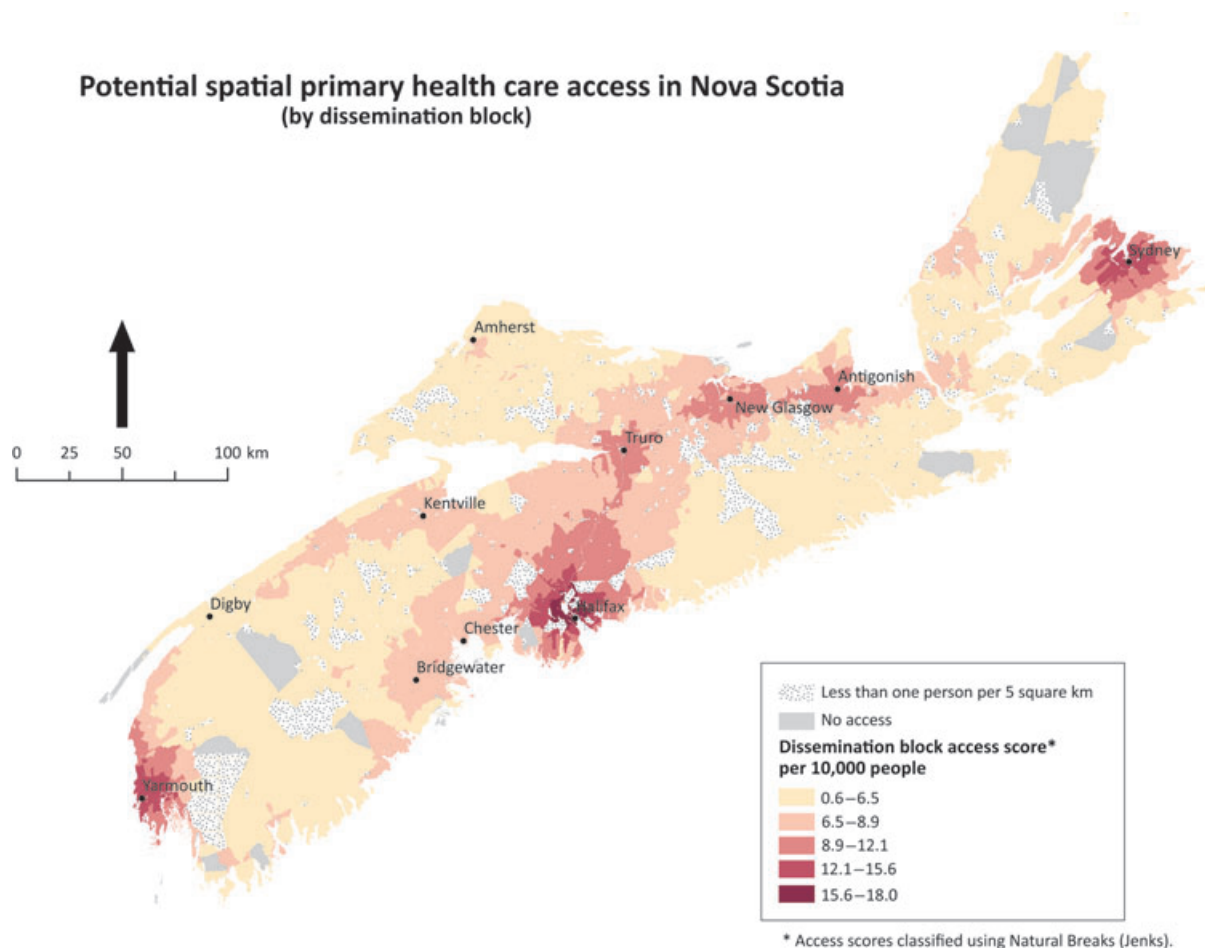 Potential spatial primary health care access in Nova Scotia
(by dissemination block)
Sydney
Amherst
Antigonish
New Glasgow
Truro
0 25 50 100 km
Kentville
Digby
Halifax
Chester
Bridgewater
Yarmouth
Less than one person per 5 square km
No access
Dissemination block access score*
per 10,000 people
0.6–6.5
6.5–8.9
8.9–12.1
12.1–15.6
15.6–18.0
* Access scores classified using Natural Breaks (Jenks).